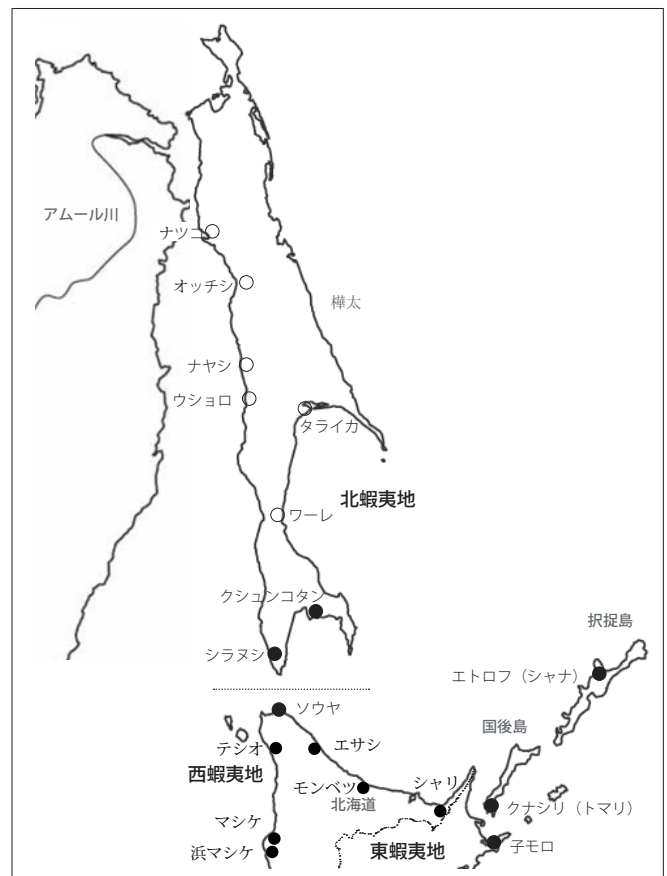 アムール川
ナツコ
オッチシ
樺太
ナヤシ
ウショロ
タライカ
北蝦夷地
ワーレ
クシュンコタン
シラヌシ
択捉島
エトロフ（シャナ）
ソウヤ
国後島
テシオ
エサシ
西蝦夷地
モンベツ
シャリ
北海道
クナシリ（トマリ）
マシケ
東蝦夷地
子モロ
浜マシケ